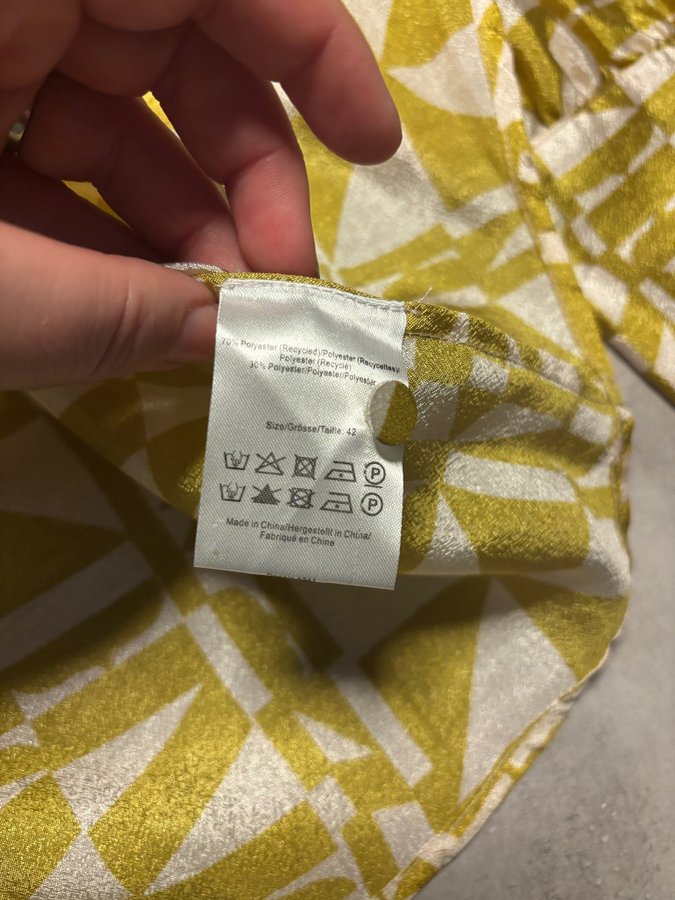 70% Polyester (Recycled)/Polyester (Recyceltes)/
Polyester (Recyclé)
30% Polyester/Polyester/Polyester
Size/Grösse/Taille: 42
P
P
Made in China/Hergestellt in China/
Fabriqué en Chine